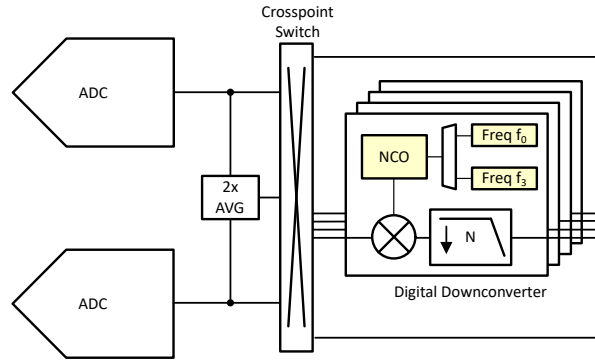 Crosspoint
Switch
ADC
Freq f0
NCO
Freq f3
2x
AVG
N
Digital Downconverter
ADC